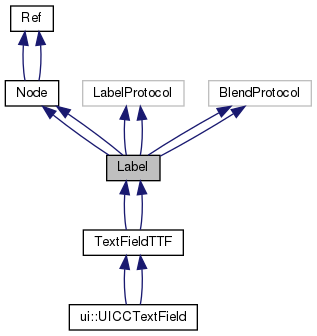 Ref
Node
LabelProtocol
BlendProtocol
Label
TextFieldTTF
ui::UICCTextField